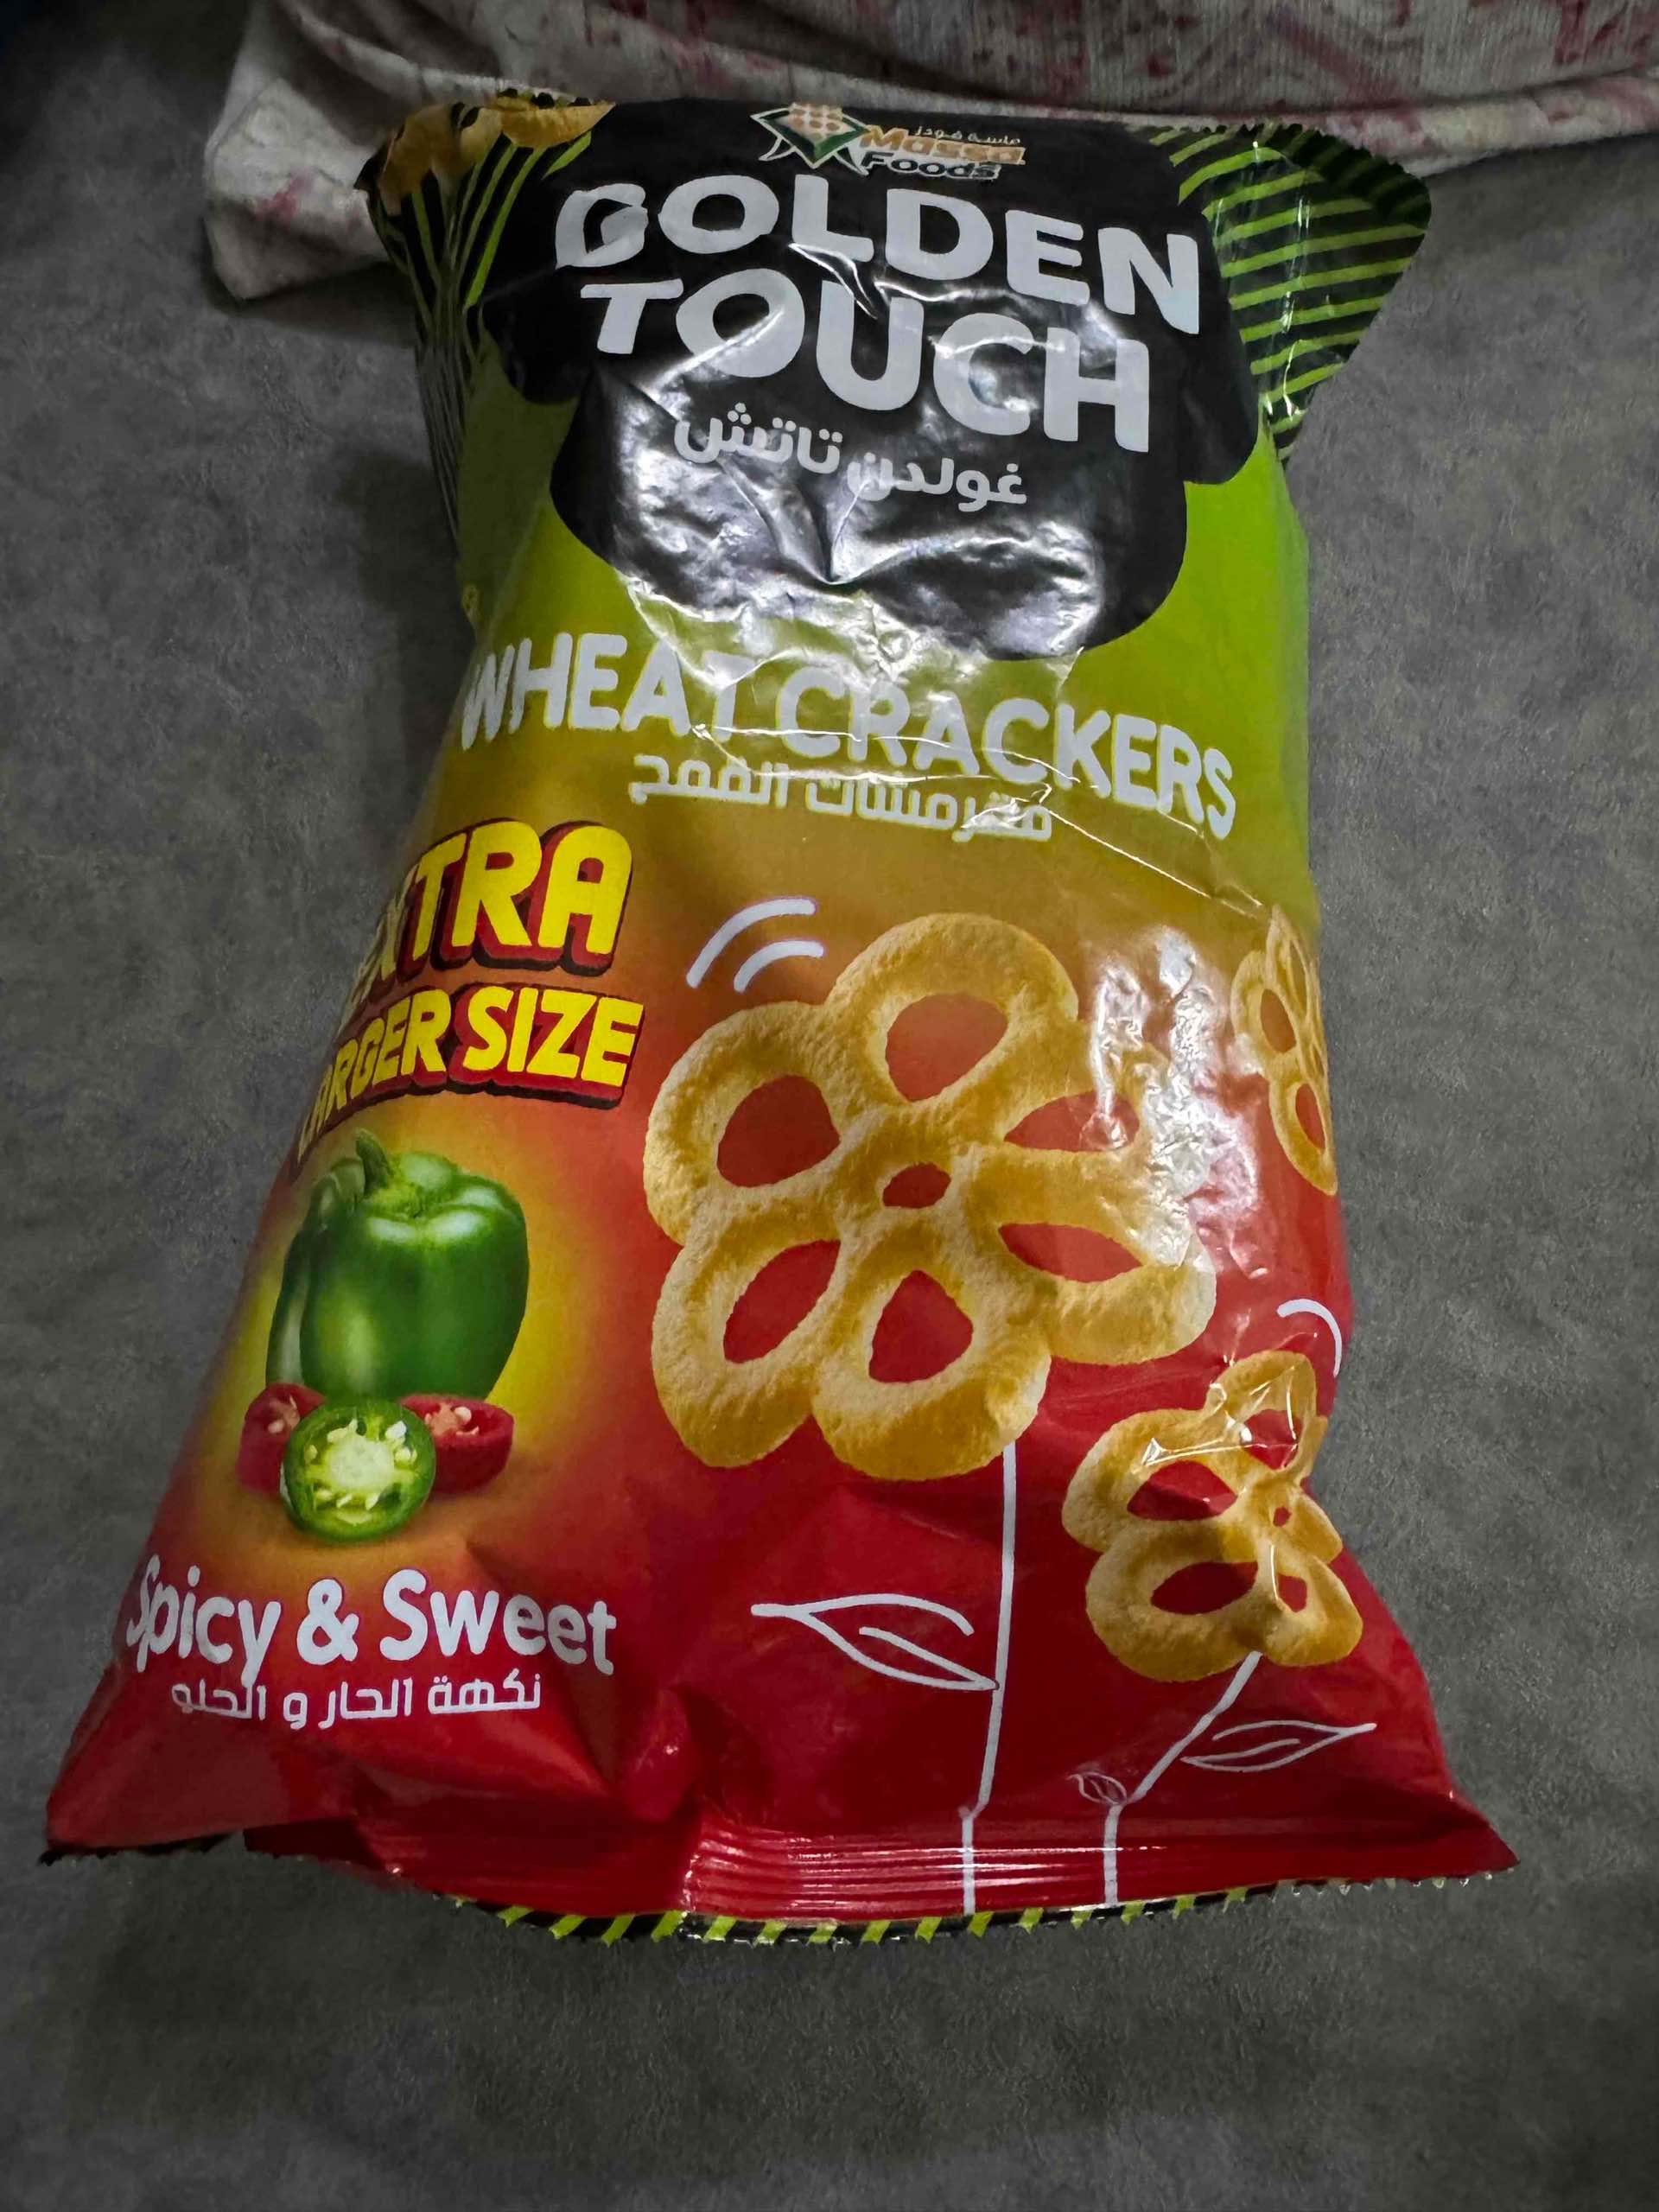 ماسه فودز
Massa
Foods
GOLDEN
TOUCH
غولدن تاتش
WHEAT CRACKERS
مقرمشات القمح
EXTRA
LARGER SIZE
Spicy & Sweet
نكهة الحار و الحلو